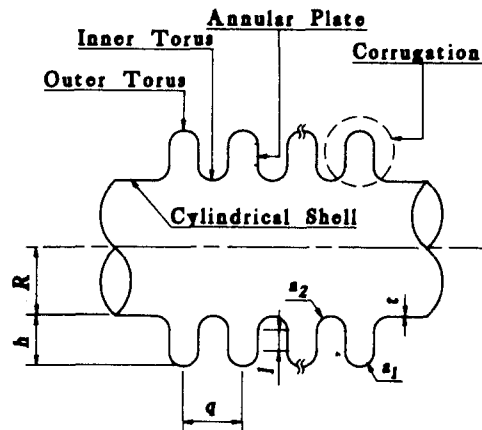 Annular Plate
Inner Torus
Corrugation
Outer Torus
Cylindrical Shell
R
h
a2
t
l
a1
q